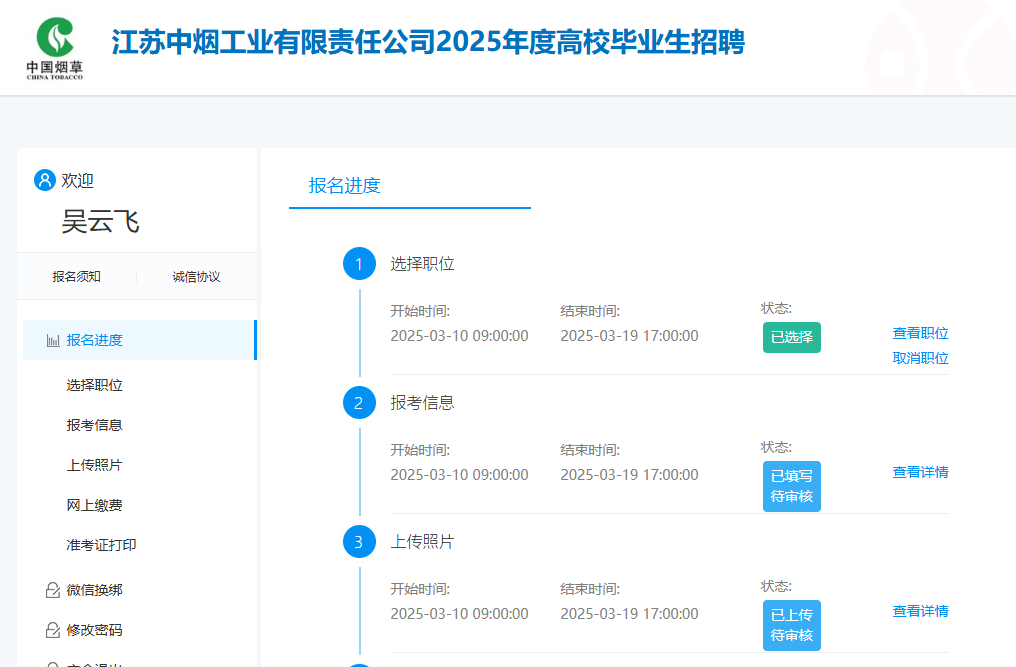 中国烟草
CHINA TOBACCO
江苏中烟工业有限责任公司2025年度高校毕业生招聘
欢迎
吴云飞
报名须知
诚信协议
报名进度
选择职位
报考信息
上传照片
网上缴费
准考证打印
微信换绑
修改密码
报名进度
1 选择职位
开始时间: 结束时间: 状态:
2025-03-10 09:00:00 2025-03-19 17:00:00 已选择
查看职位
取消职位
2 报考信息
开始时间: 结束时间: 状态:
2025-03-10 09:00:00 2025-03-19 17:00:00
已填写
待审核
查看详情
3 上传照片
开始时间: 结束时间: 状态:
2025-03-10 09:00:00 2025-03-19 17:00:00
已上传
待审核
查看详情